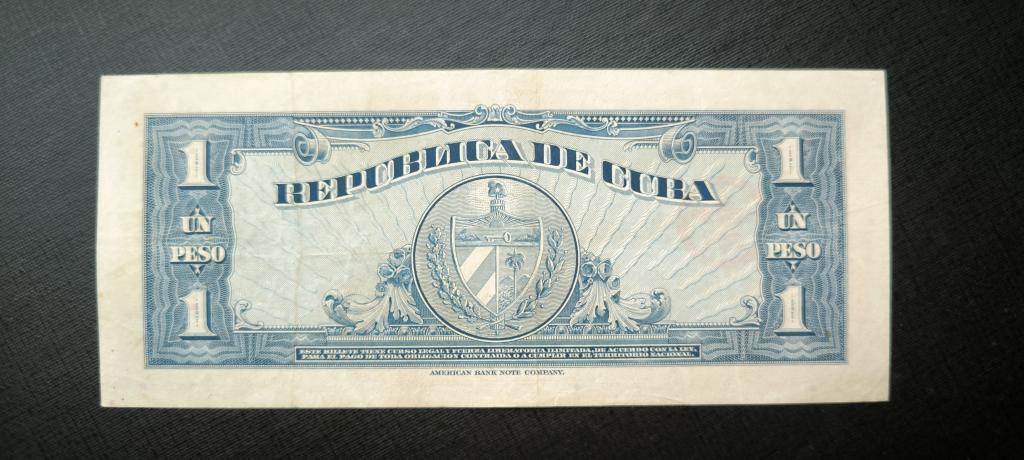 REPUBLICA DE CUBA
1
UN
PESO
1
1
UN
PESO
1
ESTE BILLETE TIENE CURSO LEGAL Y FUERZA LIBERATORIA ILIMITADA, DE ACUERDO CON LA LEY,
PARA EL PAGO DE TODA OBLIGACION CONTRAIDA O A CUMPLIR EN EL TERRITORIO NACIONAL.
AMERICAN BANK NOTE COMPANY.